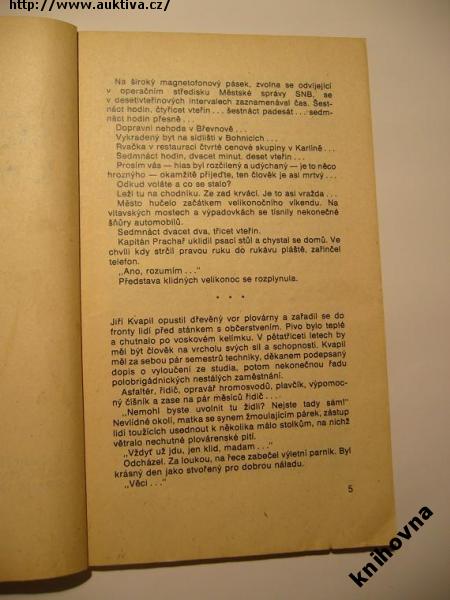 http://www.auktiva.cz/
Na široký magnetofonový pásek, zvolna se odvíjející
v operačním středisku Městské správy SNB, se
v desetivteřinových intervalech zaznamenával čas. Šest-
náct hodin, čtyřicet vteřin... šestnáct padesát... sedm-
náct hodin přesně...
Dopravní nehoda v Břevnově...
Vykradený byt na sídlišti v Bohnicích...
Rvačka v restauraci čtvrté cenové skupiny v Karlíně...
Sedmnáct hodin, dvacet minut, deset vteřin...
Prosím vás — hlas byl rozčilený a udýchaný — je to něco
hrozného — okamžitě přijeďte, ten člověk je asi mrtvý...
Odkud voláte a co se stalo?
Leží tu na chodníku. Ze zad krvácí. Je to asi vražda...
Město hučelo začátkem velikonočního víkendu. Na
vltavských mostech a výpadovkách se tísnily nekonečné
šňůry automobilů.
Sedmnáct dvacet dva, třicet vteřin.
Kapitán Prachař uklidil psací stůl a chystal se domů. Ve
chvíli kdy strčil pravou ruku do rukávu pláště, zařinčel
telefon.
„Ano, rozumím..."
Představa klidných velikonoc se rozplynula.
* * *
Jiří Kvapil opustil dřevěný vor plovárny a zařadil se do
fronty lidí před stánkem s občerstvením. Pivo bylo teplé
a chutnalo po voskovém kelímku. V pětatřiceti letech by
měl být člověk na vrcholu svých sil a schopností. Kvapil
měl za sebou pár semestrů techniky, děkanem podepsaný
dopis o vyloučení ze studia, potom nekonečnou řadu
polobrigádnických nestálých zaměstnání.
Asfaltér, řidič, opravář hromosvodů, plavčík, výpomoc-
ný číšník a zase na pár měsíců řidič...
„Nemohl byste uvolnit tu židli? Nejste tady sám!"
Nevlídné okolí, matka se synem žmoulajícím párek, zástup
lidí toužících usednout k několika málo stolkům, na nichž
větralo nechutné plovárenské pití.
„Vždyť už jdu, jen klid, madam..."
Odcházel. Za loukou, na řece zabečel výletní parník. Byl
krásný den jako stvořený pro dobrou náladu.
„Věci..."
5
knihovna